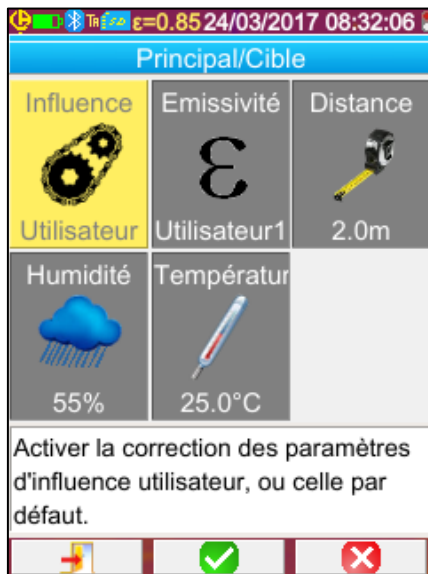 ε=0.85 24/03/2017 08:32:06
Principal/Cible
Influence Emissivité Distance
ε
Utilisateur Utilisateur1 2.0m
Humidité Températur
55% 25.0°C
Activer la correction des paramètres
d'influence utilisateur, ou celle par
défaut.